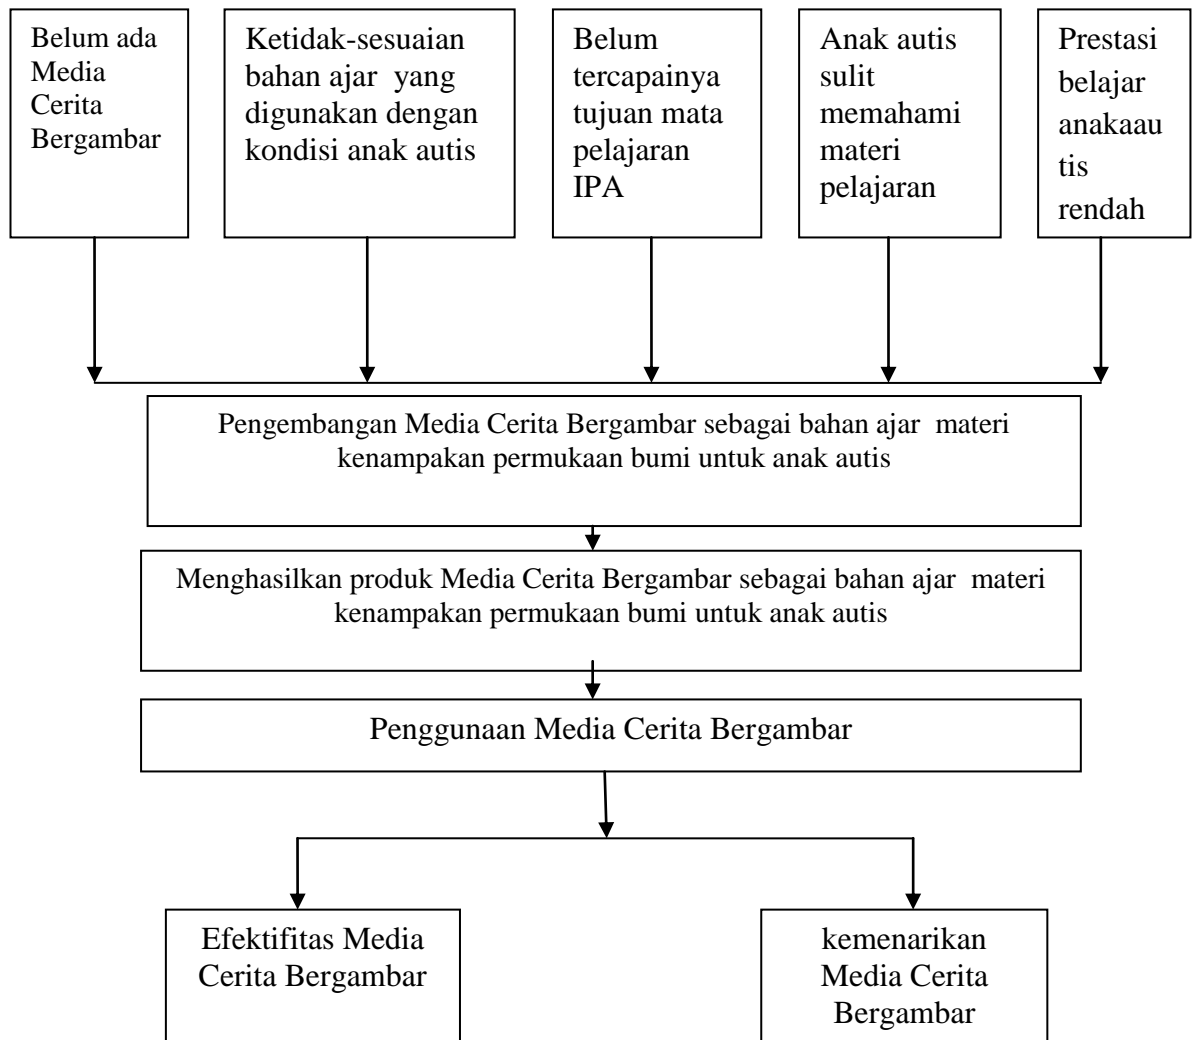 Belum ada
Media
Cerita
Bergambar
Ketidak-sesuaian
bahan ajar yang
digunakan dengan
kondisi anak autis
Belum
tercapainya
tujuan mata
pelajaran
IPA
Anak autis
sulit
memahami
materi
pelajaran
Prestasi
belajar
anakaau
tis
rendah
Pengembangan Media Cerita Bergambar sebagai bahan ajar materi
kenampakan permukaan bumi untuk anak autis
Menghasilkan produk Media Cerita Bergambar sebagai bahan ajar materi
kenampakan permukaan bumi untuk anak autis
Penggunaan Media Cerita Bergambar
Efektifitas Media
Cerita Bergambar
kemenarikan
Media Cerita
Bergambar